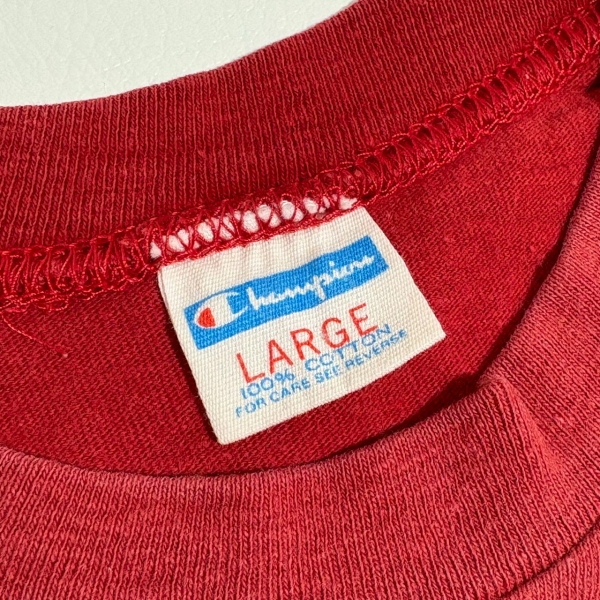 Champion
LARGE
100% COTTON
FOR CARE SEE REVERSE